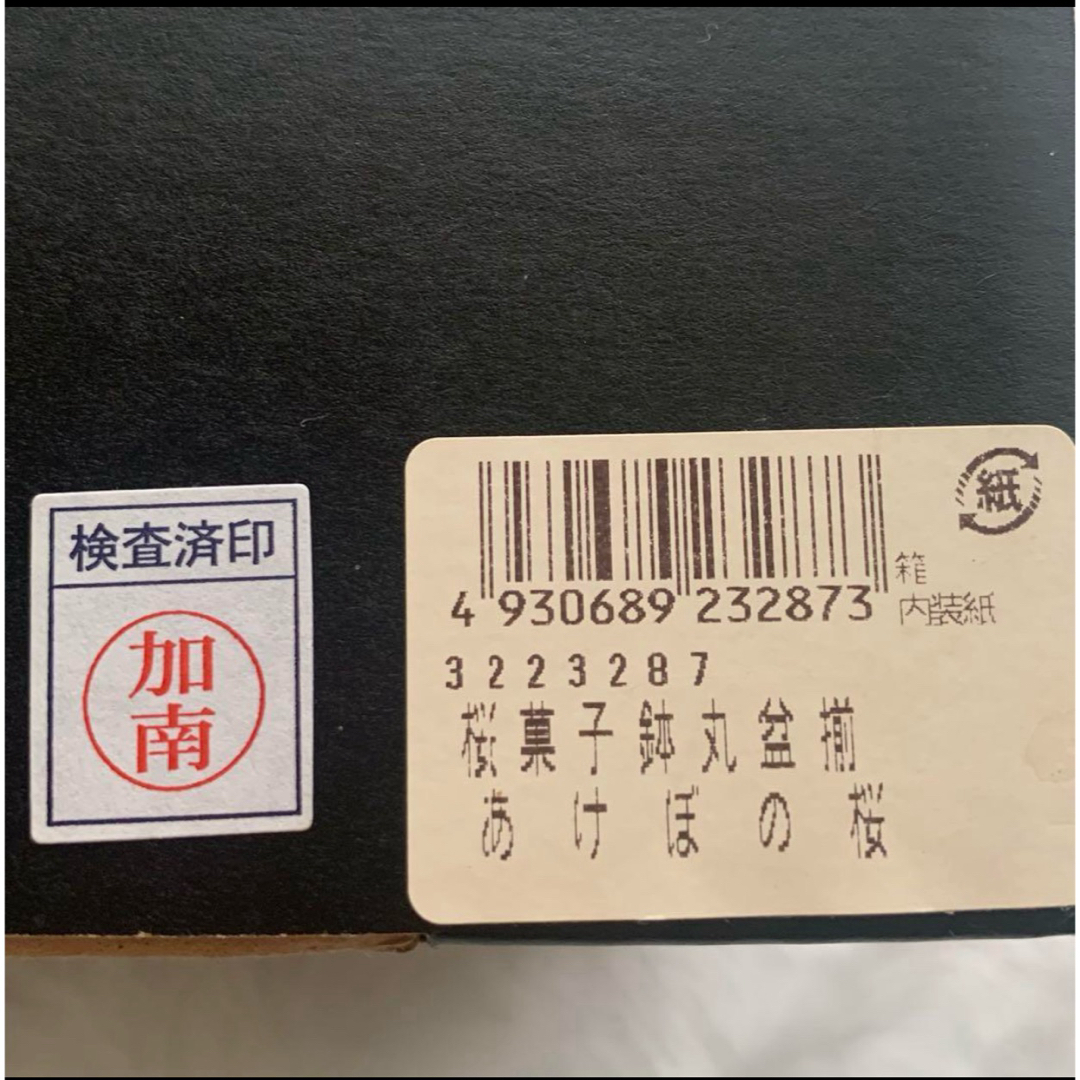 検査済印
加
南
紙
4 930689 232873
箱
内装紙
3223287
桜菓子鉢丸盆揃
あけぼの桜